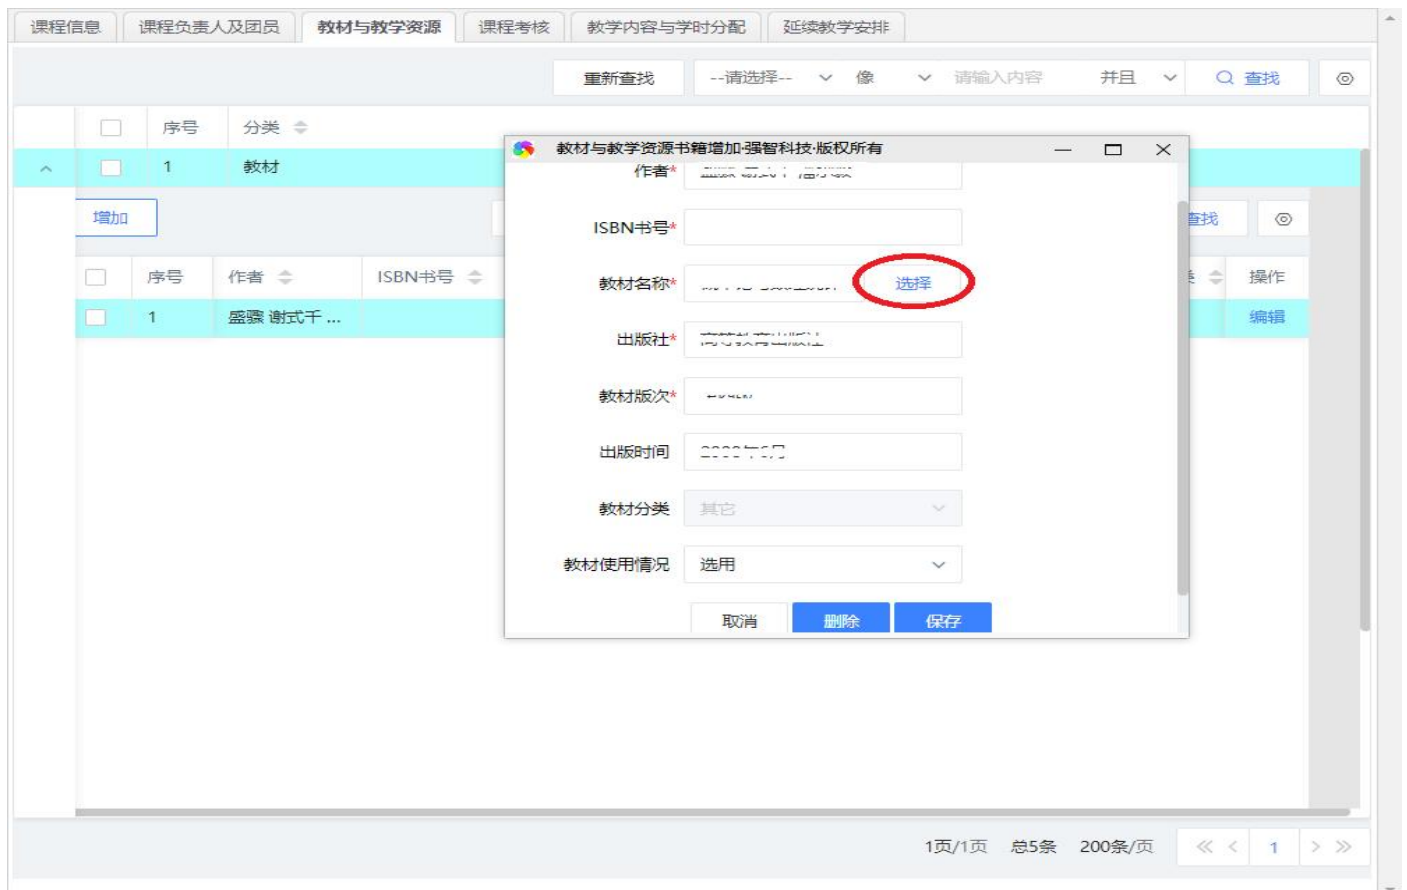 课程信息 课程负责人及团员 教材与教学资源 课程考核 教学内容与学时分配 延续教学安排
重新查找 --请选择-- 像 请输入内容 并且 查找
序号 分类
1 教材
增加 查找
序号 作者 ISBN书号 操作
1 盛骤 谢式千 ... 编辑
教材与教学资源书籍增加·强智科技·版权所有
作者*
ISBN书号*
教材名称* 选择
出版社* 高等教育出版社
教材版次*
出版时间
教材分类 其它
教材使用情况 选用
取消 删除 保存
1页/1页 总5条 200条/页 1